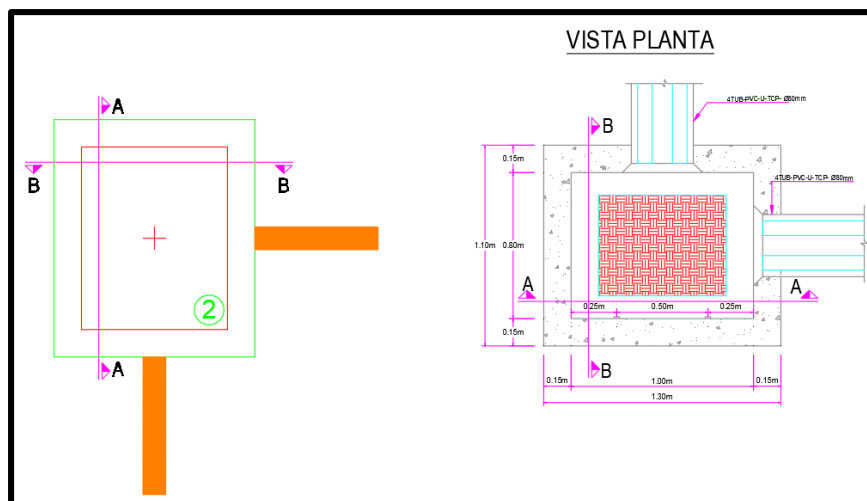 VISTA PLANTA
A
B
B
2
A
4TUB-PVC-U-TCP- Ø80mm
B
0.15m
4TUB-PVC-U-TCP- Ø80mm
1.10m
0.80m
A
A
0.25m
0.50m
0.25m
0.15m
B
0.15m
1.00m
0.15m
1.30m